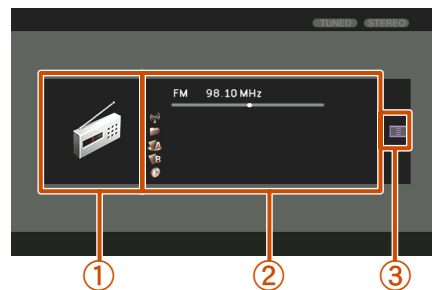 TUNED STEREO
FM 98.10 MHz
A
B
① ② ③